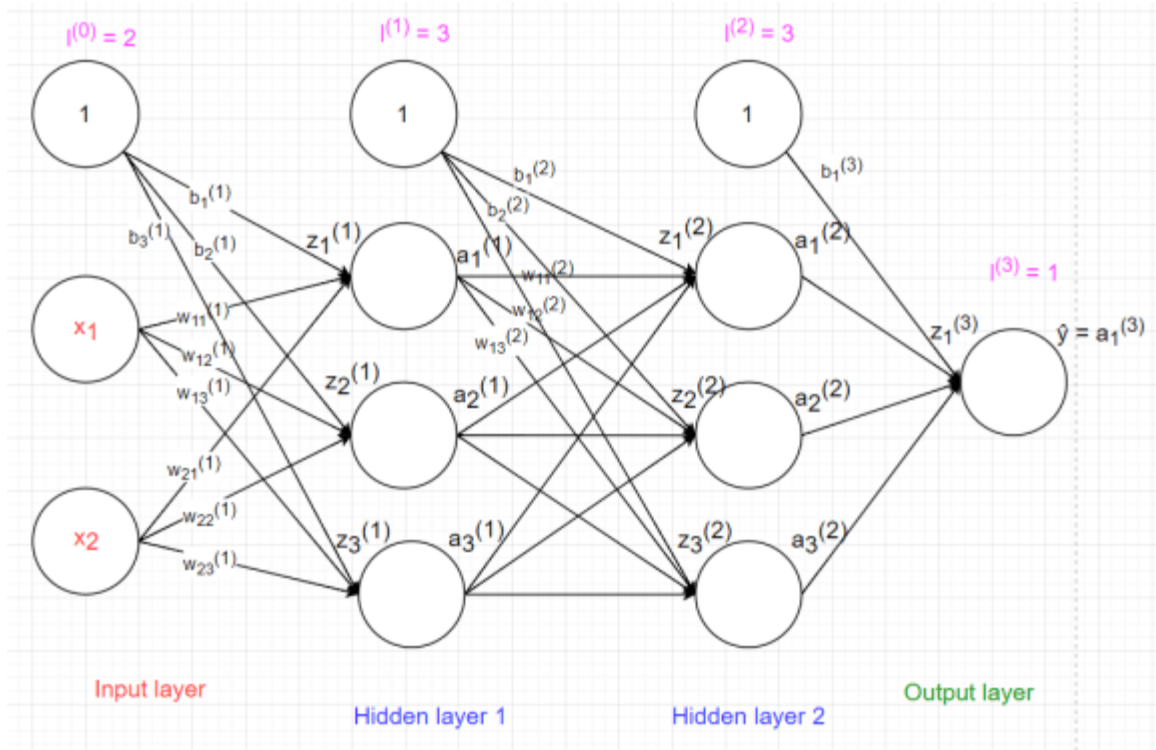 l(0) = 2
l(1) = 3
l(2) = 3
1
1
1
b1(1)
b1(2)
b1(3)
b3(1)
b2(1)
b2(2)
z1(1)
a1(1)
z1(2)
a1(2)
l(3) = 1
w11(1)
w11(2)
x1
w12(1)
w12(2)
z1(3)
ŷ = a1(3)
w13(1)
w13(2)
z2(1)
a2(1)
z2(2)
a2(2)
w21(1)
w22(1)
x2
w23(1)
z3(1)
a3(1)
z3(2)
a3(2)
Input layer
Hidden layer 1
Hidden layer 2
Output layer